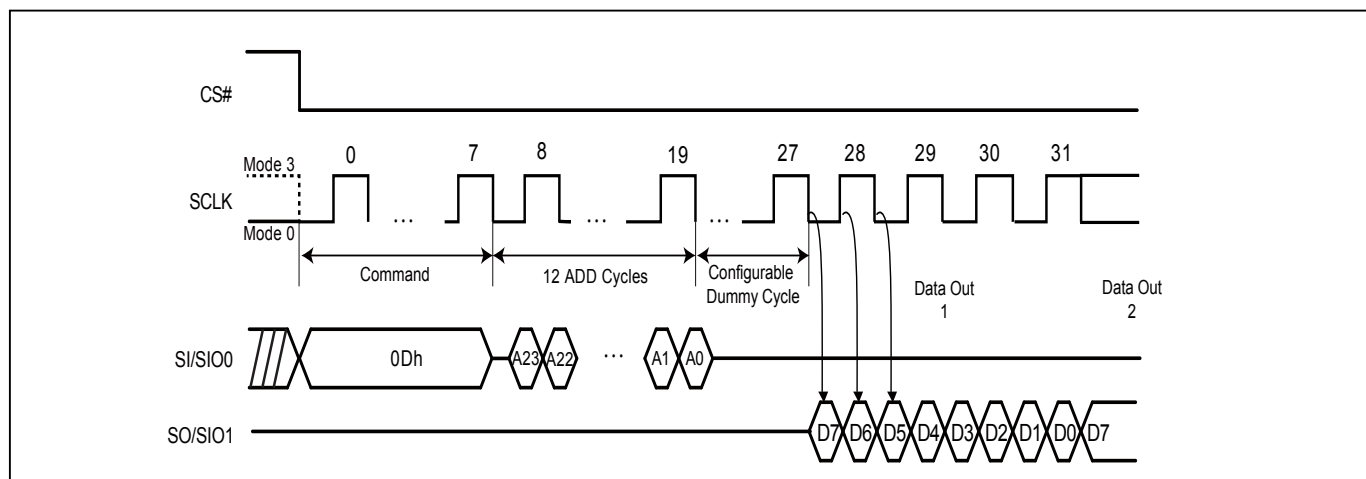 CS#
0 7 8 19 27 28 29 30 31
Mode 3
SCLK
... ... ...
Mode 0
Command
12 ADD Cycles
Configurable
Dummy Cycle
Data Out
1
Data Out
2
SI/SIO0
0Dh
A23 A22 ... A1 A0
SO/SIO1
D7 D6 D5 D4 D3 D2 D1 D0 D7